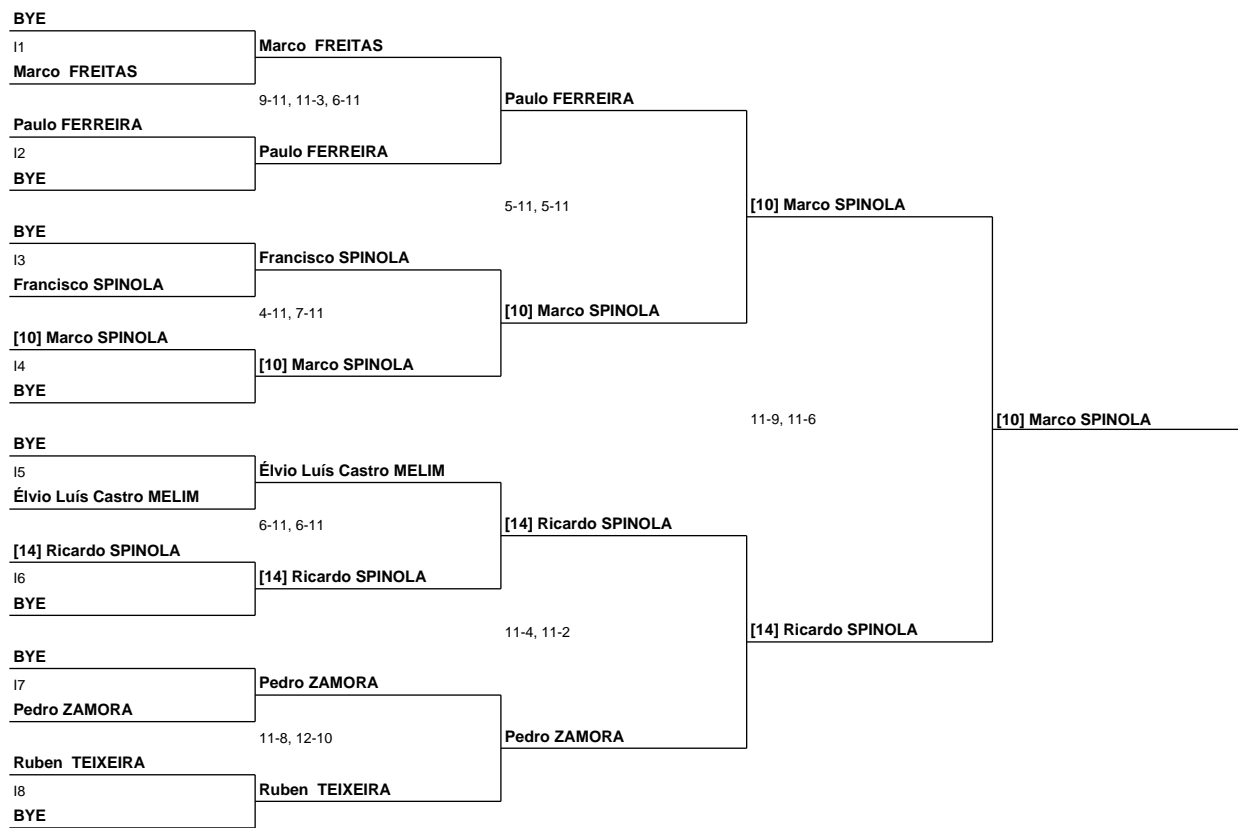 BYE
I1
Marco FREITAS
Marco FREITAS
9-11, 11-3, 6-11
Paulo FERREIRA
Paulo FERREIRA
I2
Paulo FERREIRA
BYE
5-11, 5-11
[10] Marco SPINOLA
BYE
I3
Francisco SPINOLA
Francisco SPINOLA
4-11, 7-11
[10] Marco SPINOLA
[10] Marco SPINOLA
I4
[10] Marco SPINOLA
BYE
11-9, 11-6
[10] Marco SPINOLA
BYE
I5
Élvio Luís Castro MELIM
Élvio Luís Castro MELIM
6-11, 6-11
[14] Ricardo SPINOLA
[14] Ricardo SPINOLA
I6
[14] Ricardo SPINOLA
BYE
11-4, 11-2
[14] Ricardo SPINOLA
BYE
I7
Pedro ZAMORA
Pedro ZAMORA
11-8, 12-10
Pedro ZAMORA
Ruben TEIXEIRA
I8
Ruben TEIXEIRA
BYE